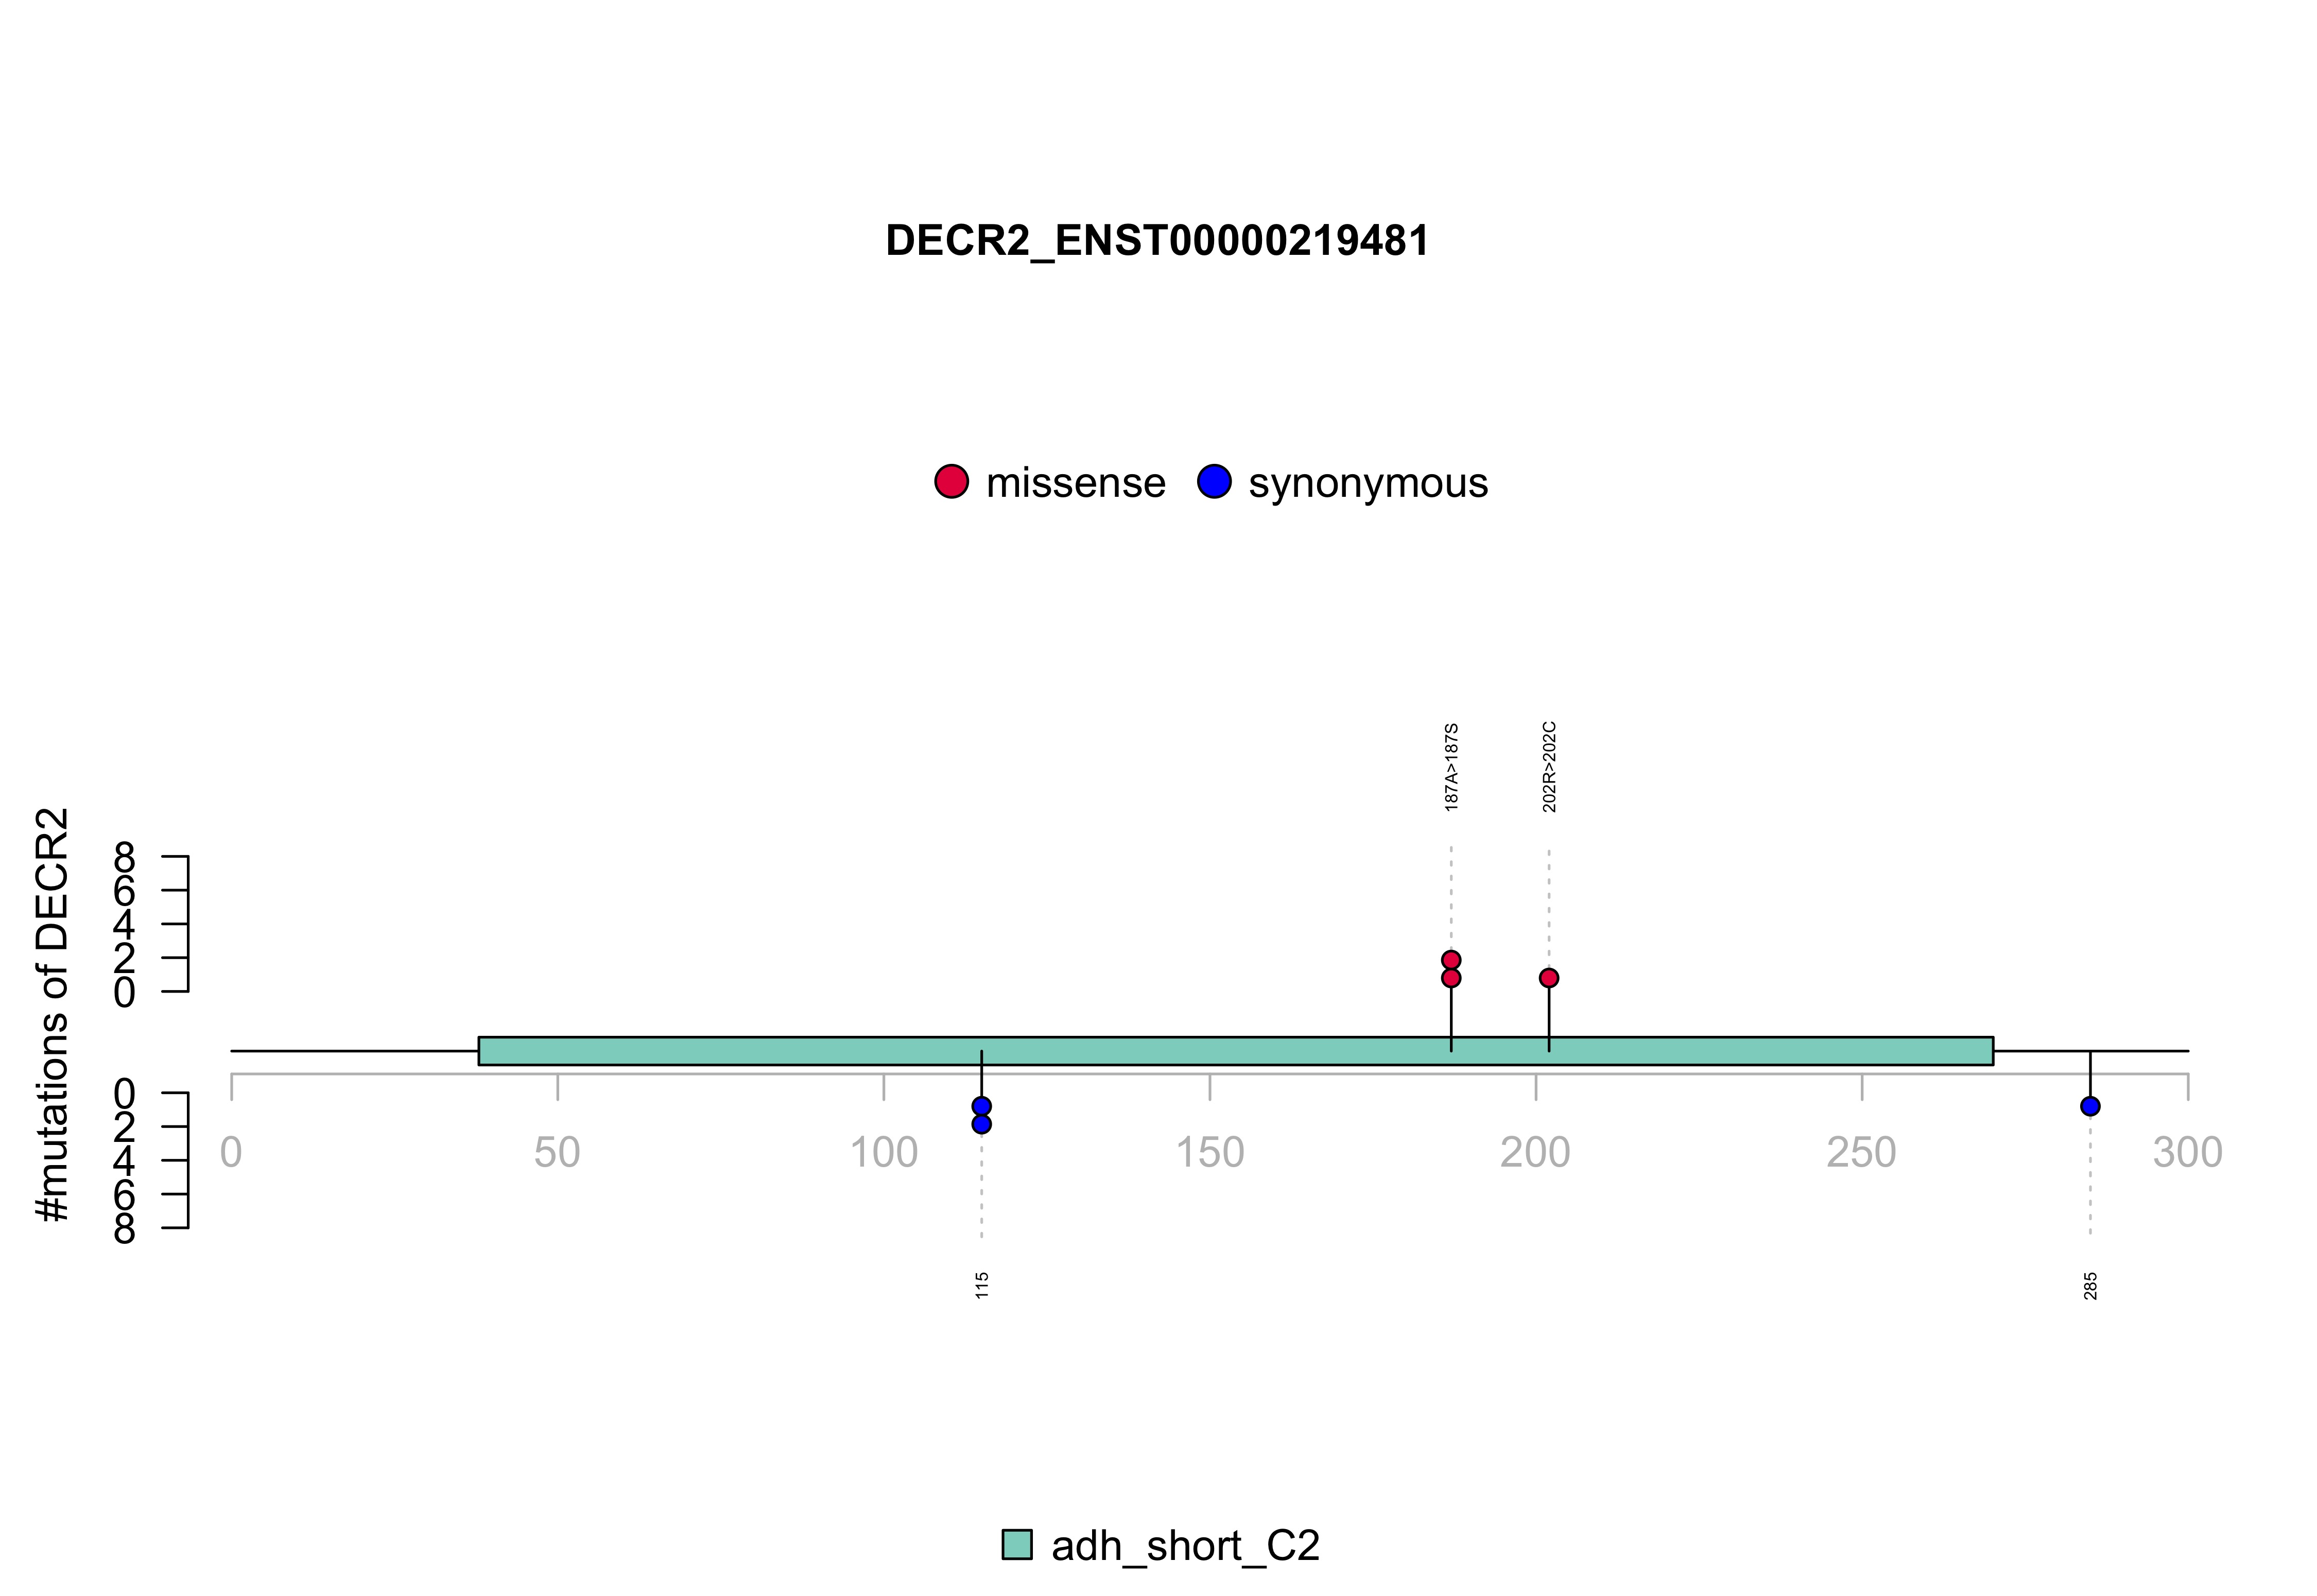 DECR2_ENST00000219481
missense synonymous
187A>187S
202R>202C
#mutations of DECR2
8
6
4
2
0
0
2
4
6
8
0 50 100 150 200 250 300
115
285
adh_short_C2